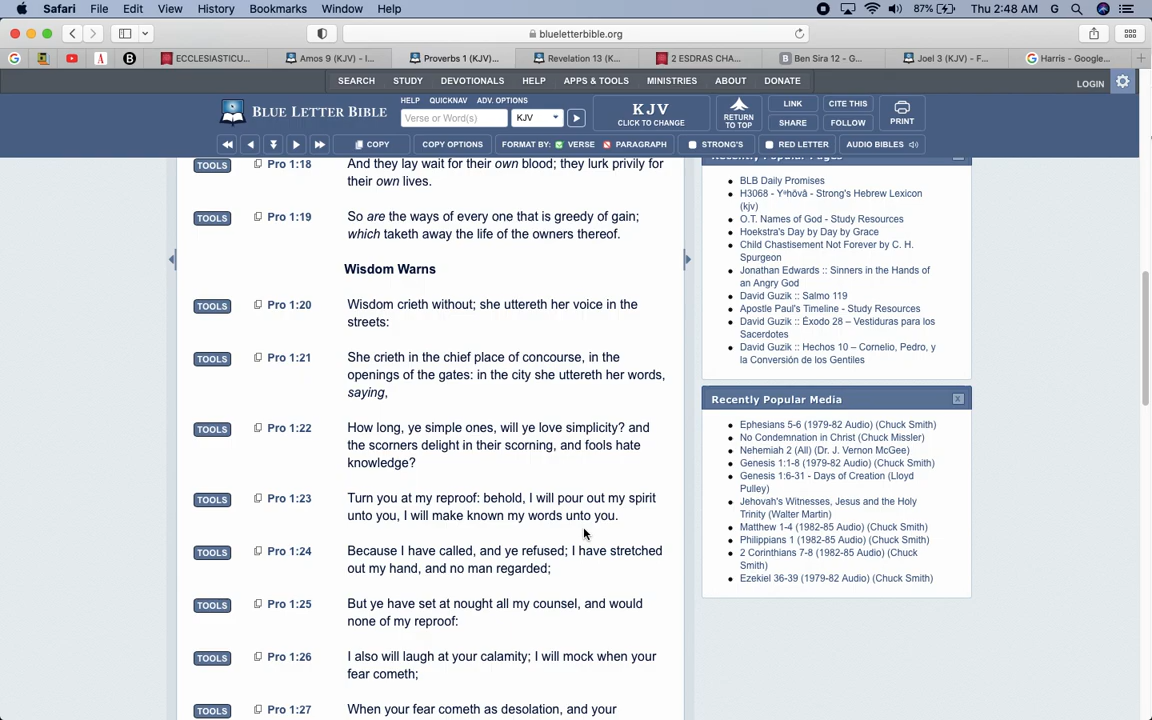 Safari File Edit View History Bookmarks Window Help 87% Thu 2:48 AM G
blueletterbible.org
ECCLESIASTICU... Amos 9 (KJV) - I... Proverbs 1 (KJV)... Revelation 13 (K... 2 ESDRAS CHA... Ben Sira 12 - G... Joel 3 (KJV) - F... Harris - Google...
SEARCH STUDY DEVOTIONALS HELP APPS & TOOLS MINISTRIES ABOUT DONATE LOGIN
BLUE LETTER BIBLE
HELP QUICKNAV ADV. OPTIONS
Verse or Word(s) KJV
KJV
CLICK TO CHANGE
RETURN
TO TOP
LINK CITE THIS
SHARE FOLLOW
PRINT
COPY COPY OPTIONS FORMAT BY: VERSE PARAGRAPH STRONG'S RED LETTER AUDIO BIBLES
TOOLS Pro 1:18 And they lay wait for their own blood; they lurk privily for
their own lives.
TOOLS Pro 1:19 So are the ways of every one that is greedy of gain;
which taketh away the life of the owners thereof.
Wisdom Warns
TOOLS Pro 1:20 Wisdom crieth without; she uttereth her voice in the
streets:
TOOLS Pro 1:21 She crieth in the chief place of concourse, in the
openings of the gates: in the city she uttereth her words,
saying,
TOOLS Pro 1:22 How long, ye simple ones, will ye love simplicity? and
the scorners delight in their scorning, and fools hate
knowledge?
TOOLS Pro 1:23 Turn you at my reproof: behold, I will pour out my spirit
unto you, I will make known my words unto you.
TOOLS Pro 1:24 Because I have called, and ye refused; I have stretched
out my hand, and no man regarded;
TOOLS Pro 1:25 But ye have set at nought all my counsel, and would
none of my reproof:
TOOLS Pro 1:26 I also will laugh at your calamity; I will mock when your
fear cometh;
TOOLS Pro 1:27 When your fear cometh as desolation, and your
Recently Popular Pages
BLB Daily Promises
H3068 - Yᵊhōvâ - Strong's Hebrew Lexicon
(kjv)
O.T. Names of God - Study Resources
Hoekstra's Day by Day by Grace
Child Chastisement Not Forever by C. H.
Spurgeon
Jonathan Edwards :: Sinners in the Hands of
an Angry God
David Guzik :: Salmo 119
Apostle Paul's Timeline - Study Resources
David Guzik :: Éxodo 28 – Vestiduras para los
Sacerdotes
David Guzik :: Hechos 10 – Cornelio, Pedro, y
la Conversión de los Gentiles
Recently Popular Media X
Ephesians 5-6 (1979-82 Audio) (Chuck Smith)
No Condemnation in Christ (Chuck Missler)
Nehemiah 2 (All) (Dr. J. Vernon McGee)
Genesis 1:1-8 (1979-82 Audio) (Chuck Smith)
Genesis 1:6-31 - Days of Creation (Lloyd
Pulley)
Jehovah's Witnesses, Jesus and the Holy
Trinity (Walter Martin)
Matthew 1-4 (1982-85 Audio) (Chuck Smith)
Philippians 1 (1982-85 Audio) (Chuck Smith)
2 Corinthians 7-8 (1982-85 Audio) (Chuck
Smith)
Ezekiel 36-39 (1979-82 Audio) (Chuck Smith)